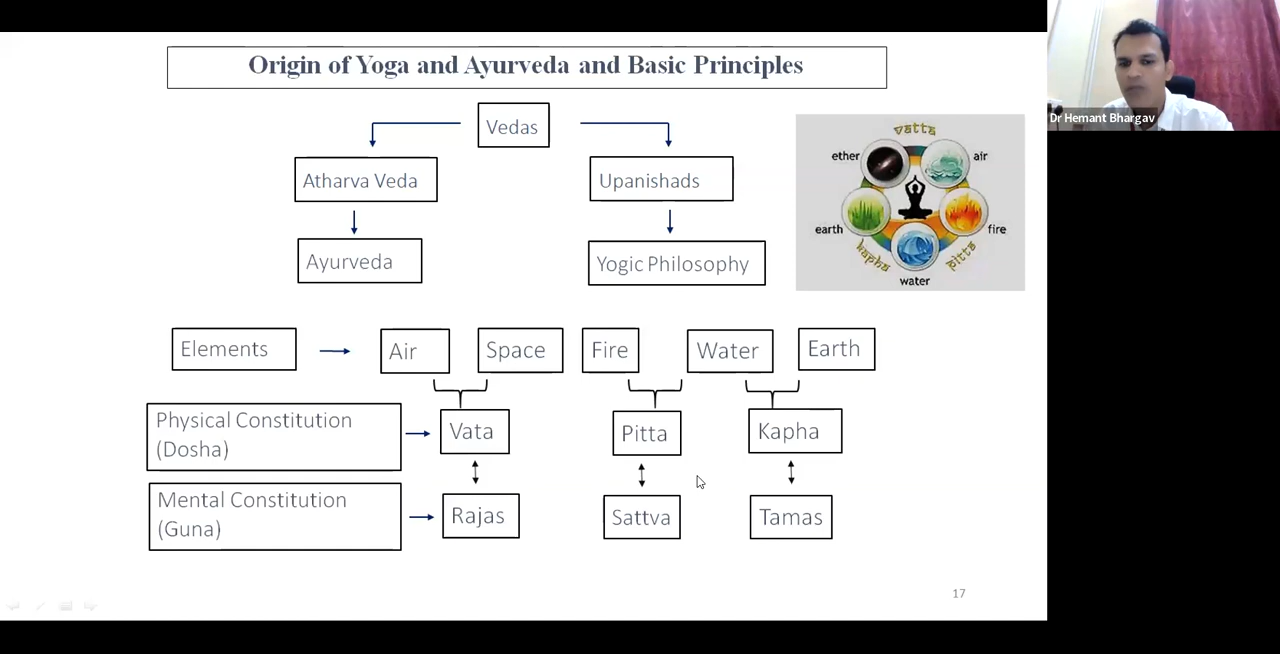 Origin of Yoga and Ayurveda and Basic Principles
Dr Hemant Bhargav
Vedas
Atharva Veda
Upanishads
Ayurveda
Yogic Philosophy
vatta
ether
air
earth
fire
kapha
pitta
water
Elements
Air
Space
Fire
Water
Earth
Physical Constitution
(Dosha)
Vata
Pitta
Kapha
Mental Constitution
(Guna)
Rajas
Sattva
Tamas
17